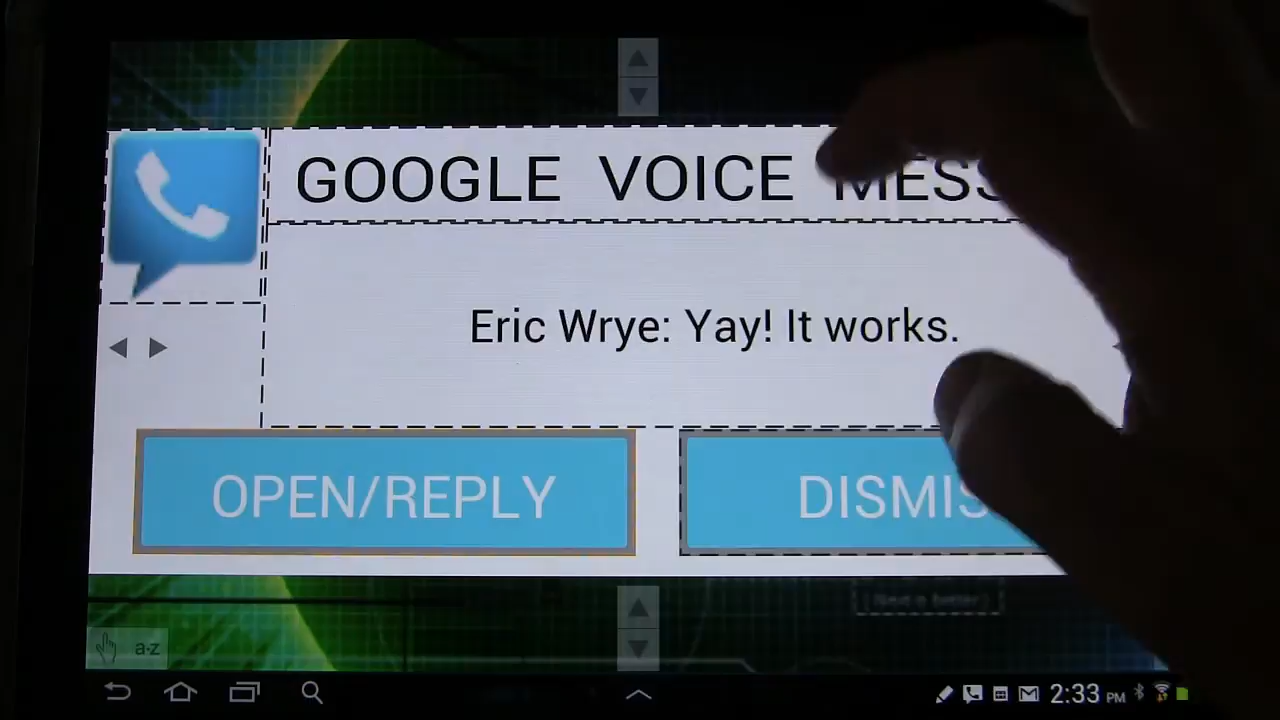 GOOGLE VOICE MESS
Eric Wrye: Yay! It works.
OPEN/REPLY
DISMIS
a-z
2:33 PM